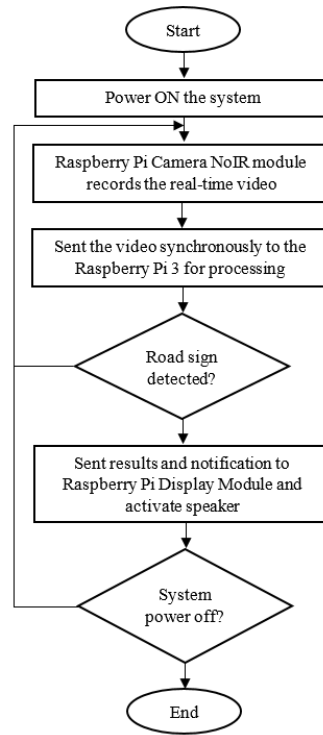 Start
Power ON the system
Raspberry Pi Camera NoIR module
records the real-time video
Sent the video synchronously to the
Raspberry Pi 3 for processing
Road sign
detected?
Sent results and notification to
Raspberry Pi Display Module and
activate speaker
System
power off?
End